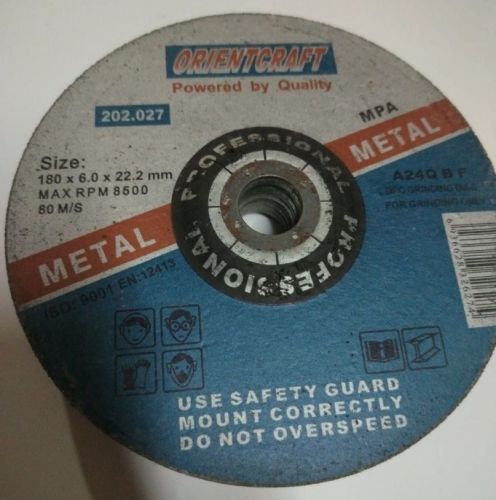 ORIENTCRAFT
Powered by Quality
202.027
MPA
Size:
180 x 6.0 x 22.2 mm
MAX RPM 8500
80 M/S
METAL
A24Q B F
GRINDING DISC
FOR GRINDING ONLY
METAL
ISO: 9001 EN:12413
PROFESSIONAL
PROFESSIONAL
USE SAFETY GUARD
MOUNT CORRECTLY
DO NOT OVERSPEED